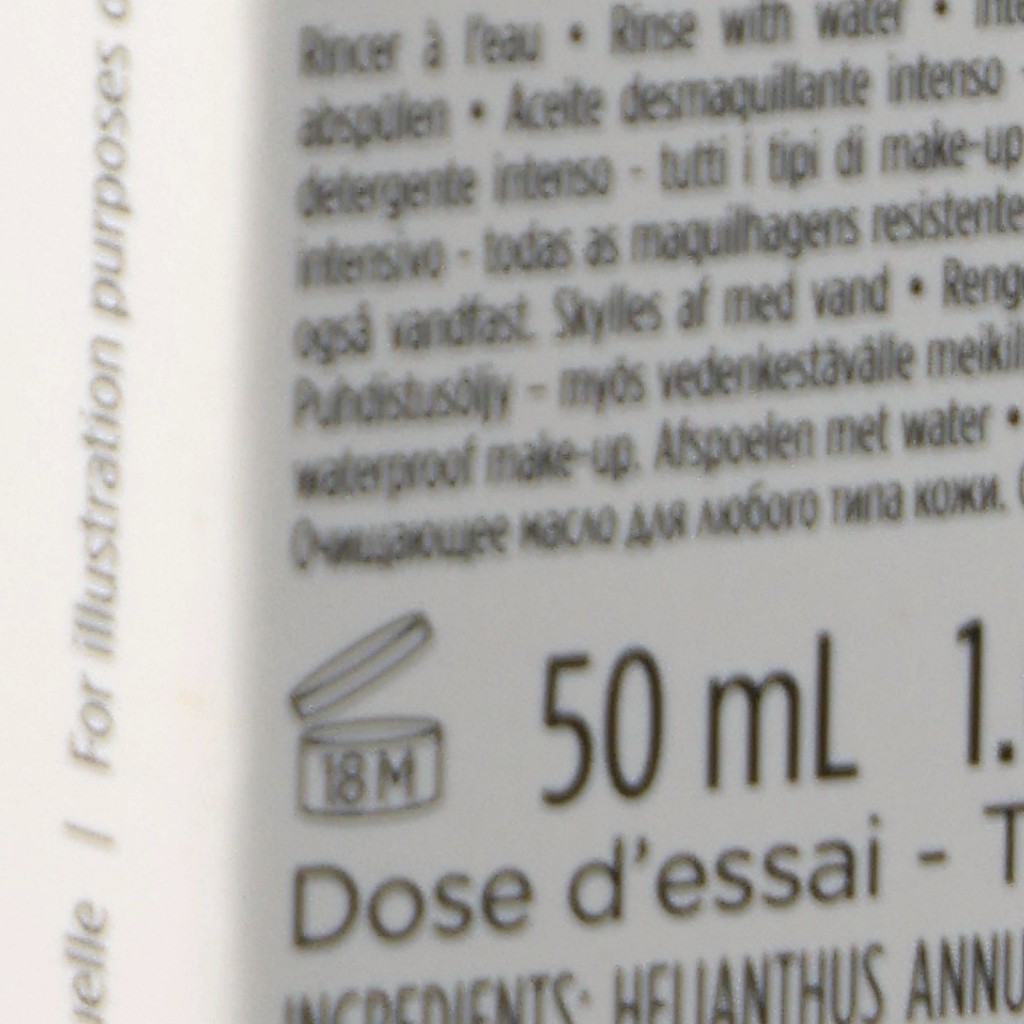 Rincer à l'eau • Rinse with water •
abspülen • Aceite desmaquillante intenso
detergente intenso - tutti i tipi di make-up
intensivo - todas as maquilhagens resistente
også vandfast. Skylles af med vand • Reng
Puhdistusöljy - myös vedenkestävälle meikil
waterproof make-up. Afspoelen met water •
Очищающее масло для любого типа кожи.
18 M
50 mL 1.
Dose d'essai - T
INGREDIENTS: HELIANTHUS ANNU
uelle | For illustration purposes o